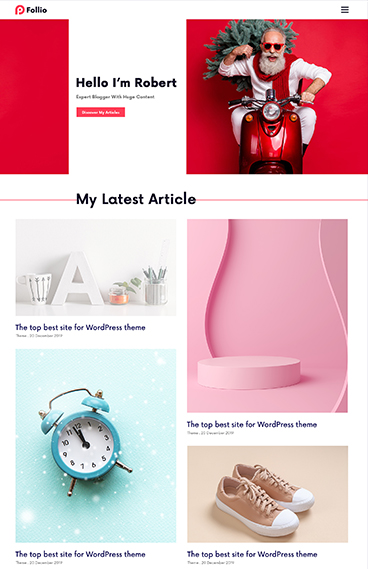 Follio
Hello I'm Robert
Expert Blogger With Huge Content
Discover My Articles
My Latest Article
The top best site for WordPress theme
Theme . 20 December 2019
The top best site for WordPress theme
Theme . 20 December 2019
The top best site for WordPress theme
Theme . 20 December 2019
The top best site for WordPress theme
Theme . 20 December 2019